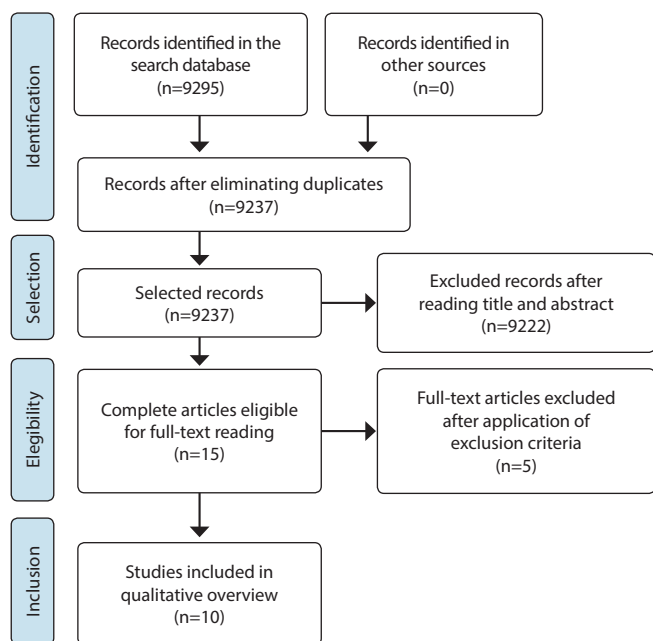 Identification
Records identified in the
search database
(n=9295)
Records identified in
other sources
(n=0)
Records after eliminating duplicates
(n=9237)
Selection
Selected records
(n=9237)
Excluded records after
reading title and abstract
(n=9222)
Elegibility
Complete articles eligible
for full-text reading
(n=15)
Full-text articles excluded
after application of
exclusion criteria
(n=5)
Inclusion
Studies included in
qualitative overview
(n=10)